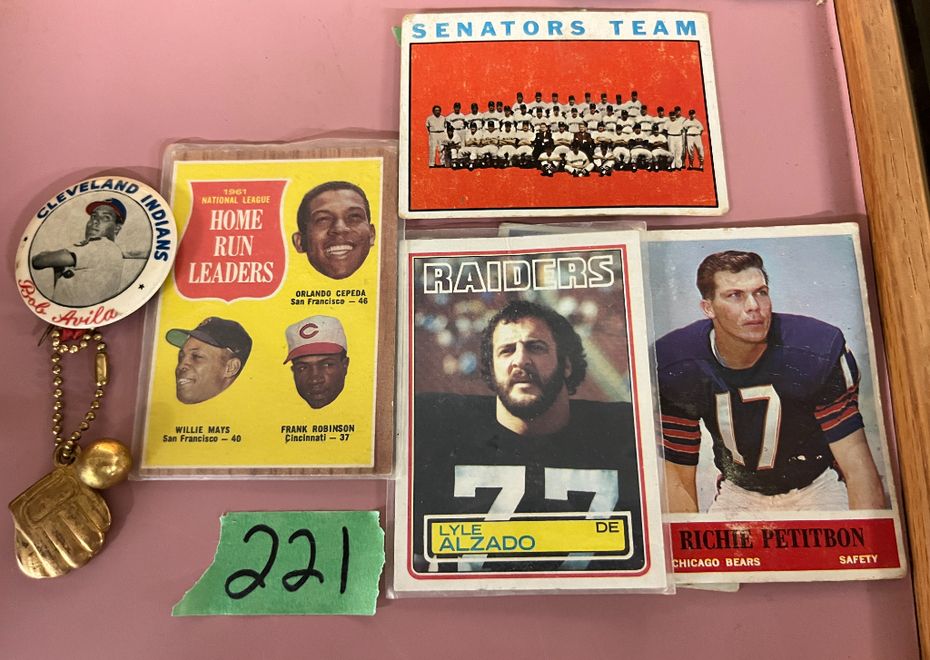 SENATORS TEAM
CLEVELAND INDIANS
Bob Avila
1961
NATIONAL LEAGUE
HOME
RUN
LEADERS
ORLANDO CEPEDA
San Francisco — 46
C
WILLIE MAYS
San Francisco — 40
FRANK ROBINSON
Cincinnati — 37
RAIDERS
77
LYLE
ALZADO
DE
17
17
RICHIE PETITBON
CHICAGO BEARS
SAFETY
221